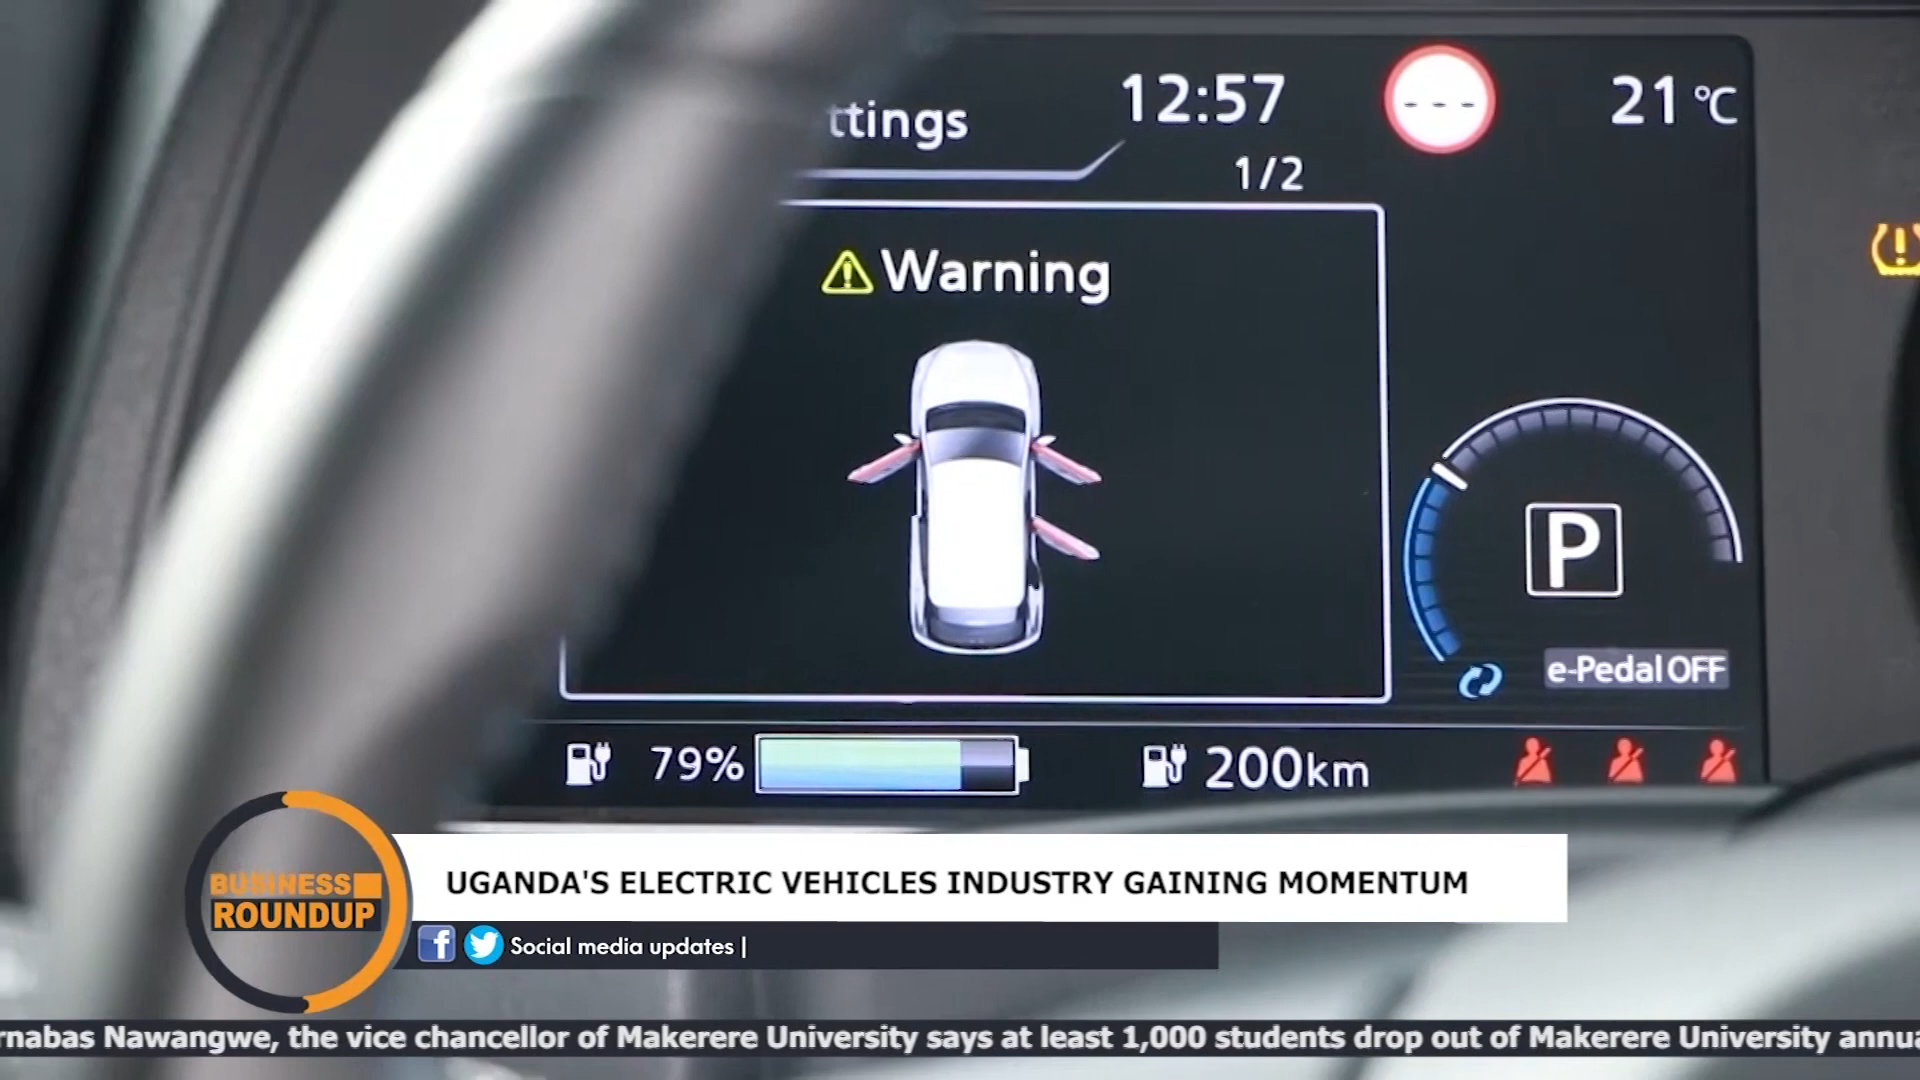 ttings
12:57
21 °C
1/2
Warning
P
e-Pedal OFF
79%
200km
UGANDA'S ELECTRIC VEHICLES INDUSTRY GAINING MOMENTUM
BUSINESS
ROUNDUP
Social media updates |
rnabas Nawangwe, the vice chancellor of Makerere University says at least 1,000 students drop out of Makerere University annua